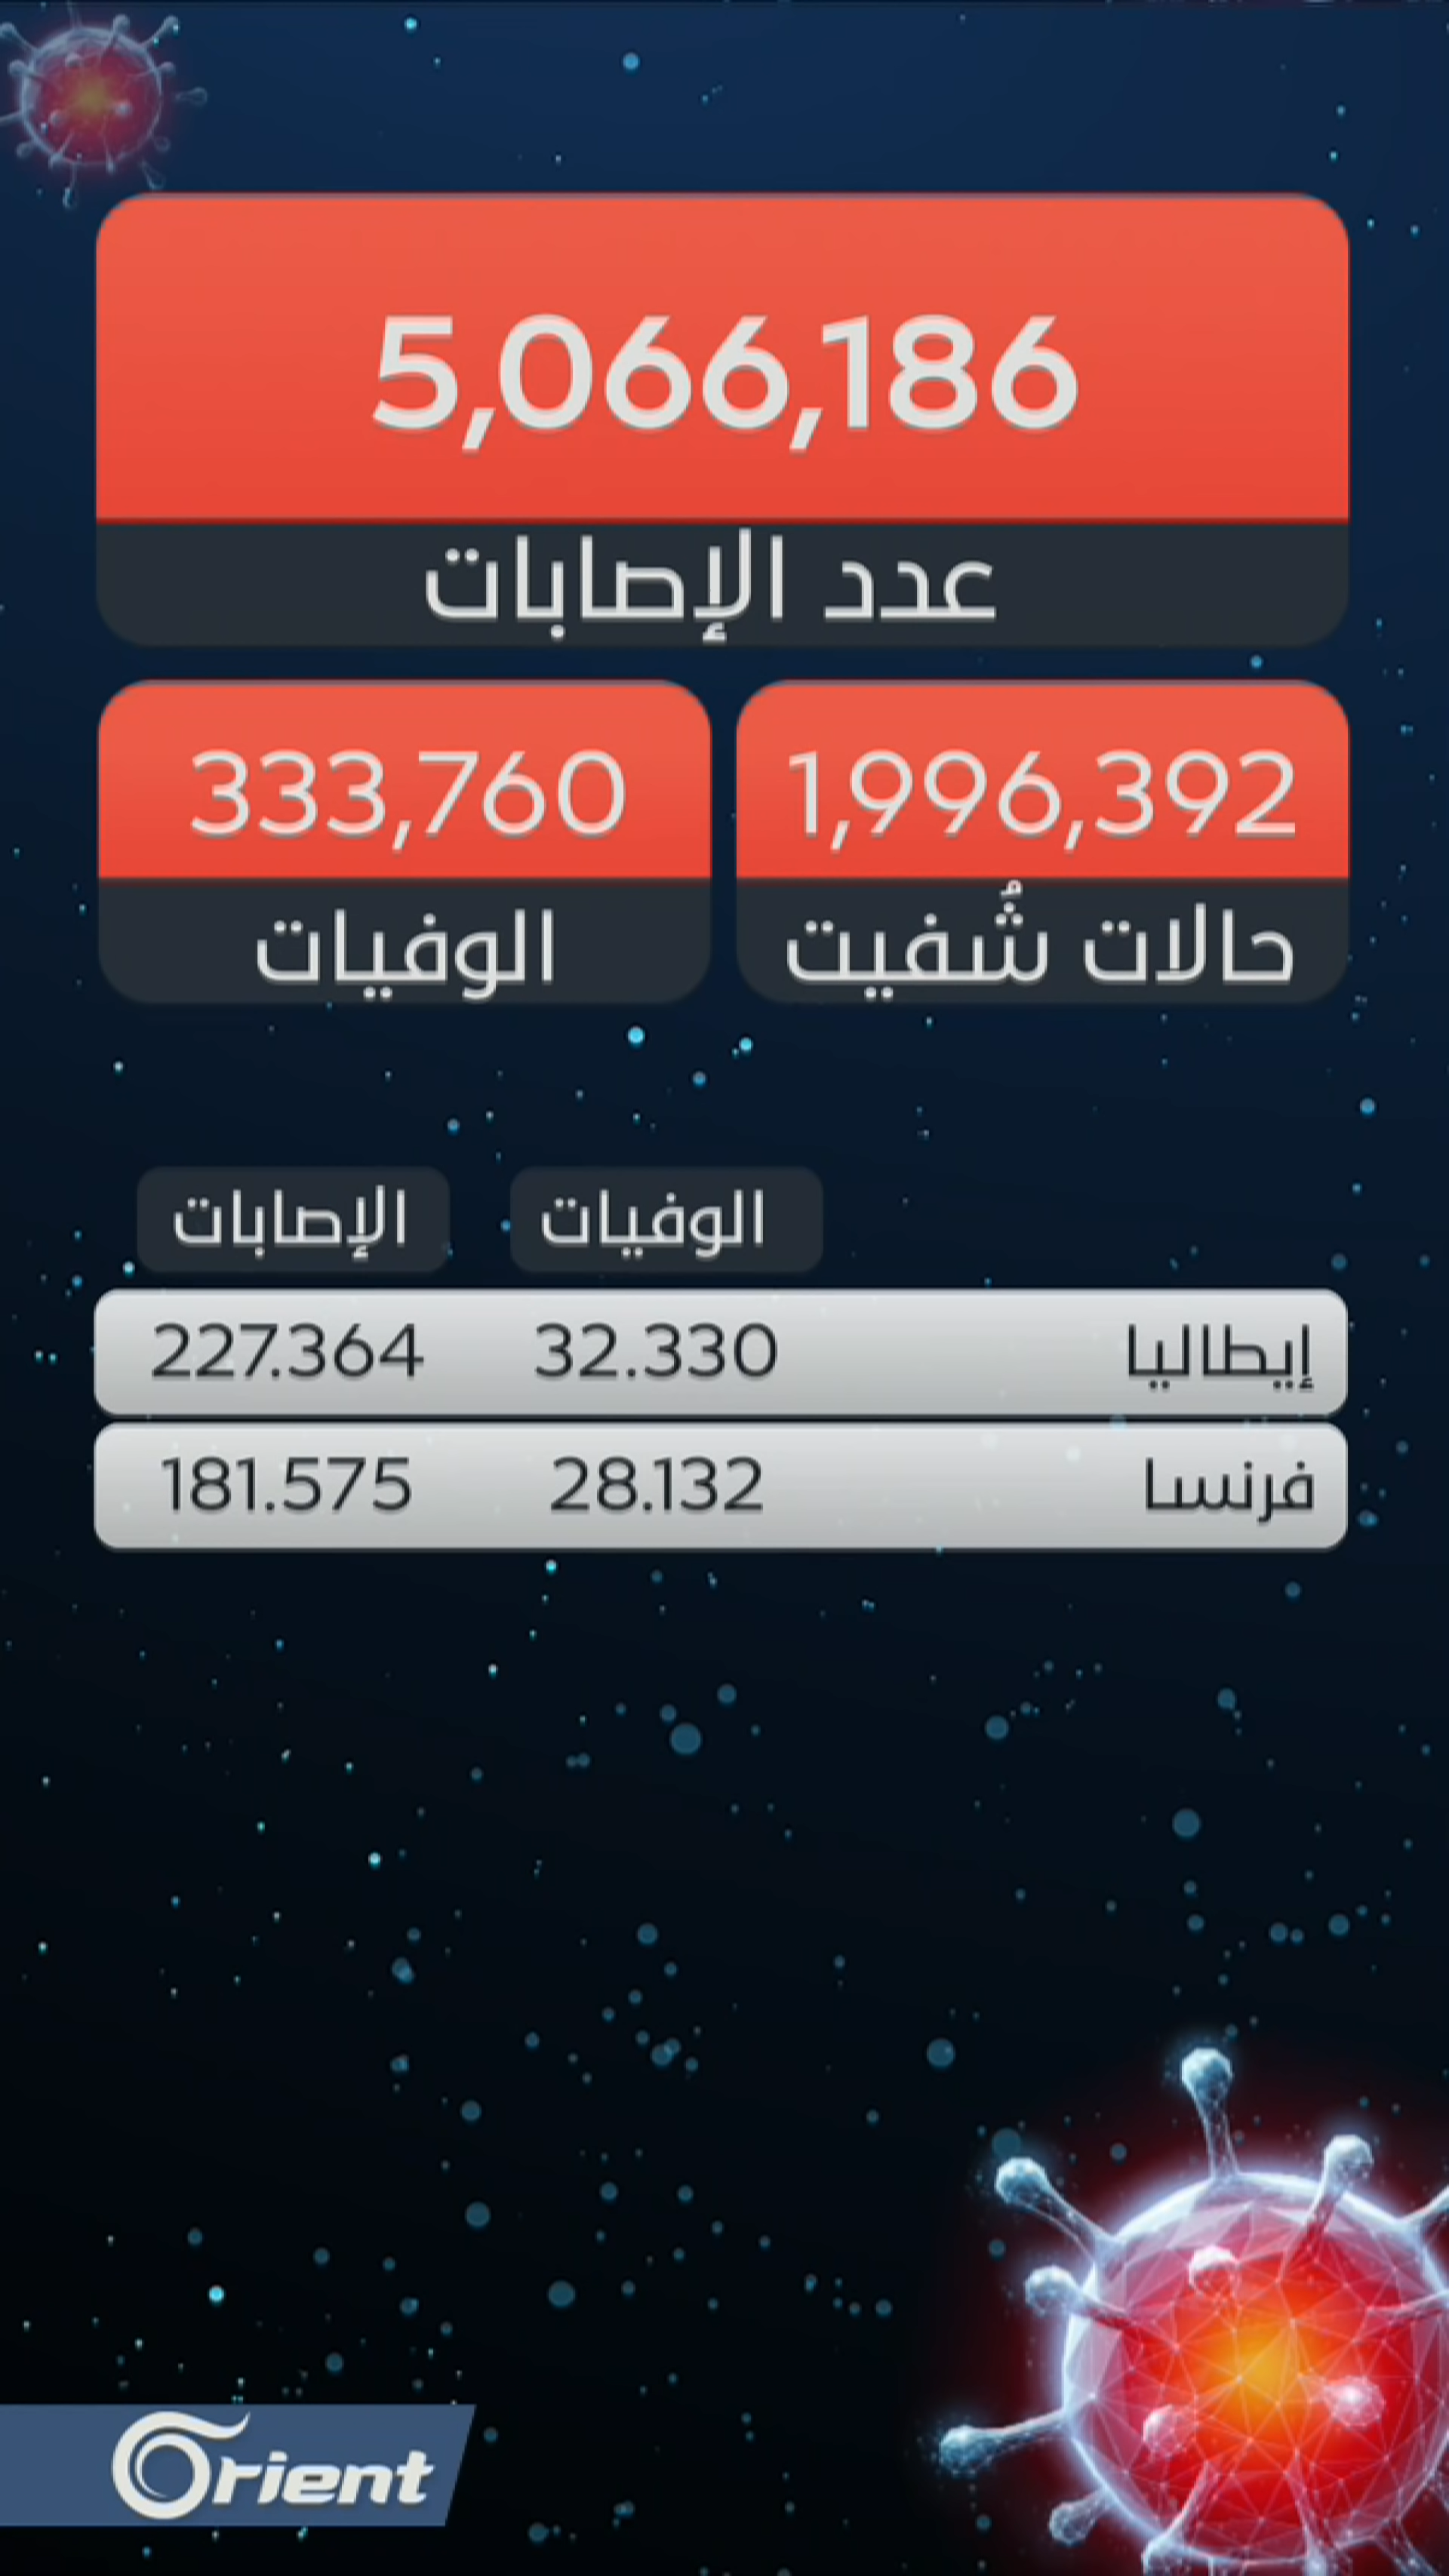 5,066,186
عدد الإصابات
1,996,392
333,760
حالات شُفيت
الوفيات
الوفيات
الإصابات
إيطاليا 32.330 227.364
فرنسا 28.132 181.575
Orient